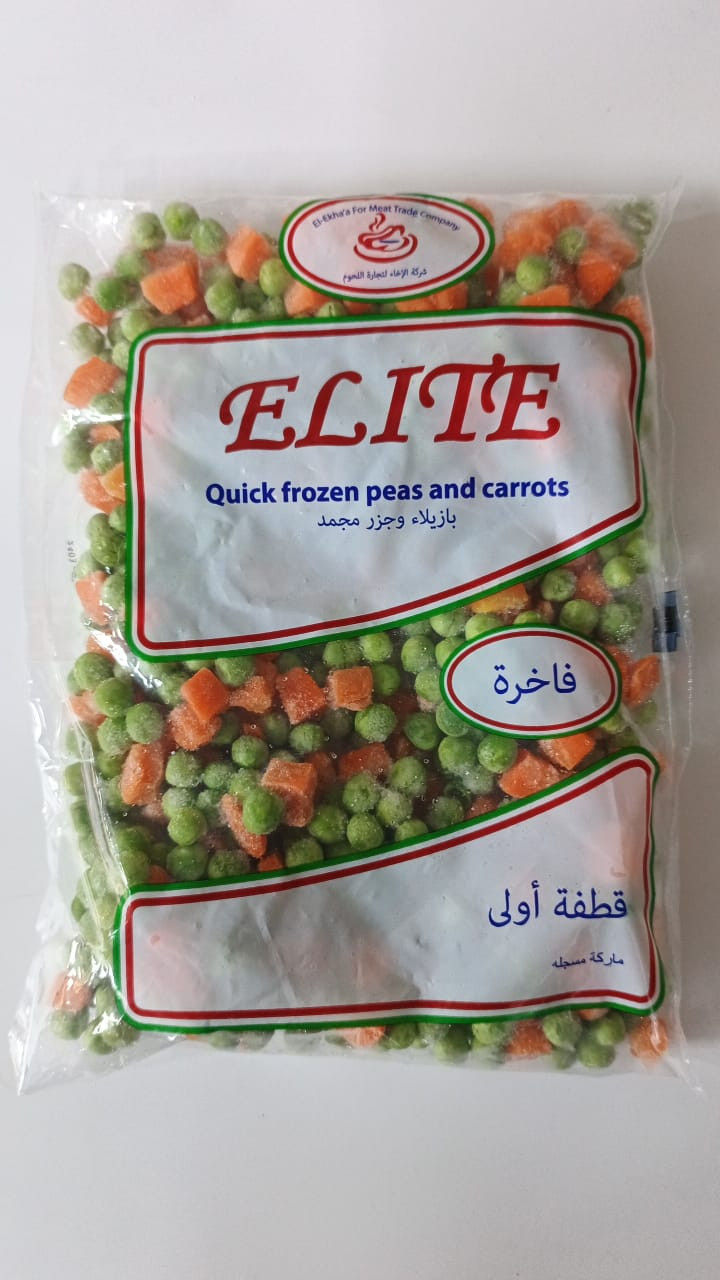 El-Ekha'a For Meat Trade Company
شركة الإخاء لتجارة اللحوم
ELITE
Quick frozen peas and carrots
بازيلاء وجزر مجمد
فاخرة
قطفة أولى
ماركة مسجله